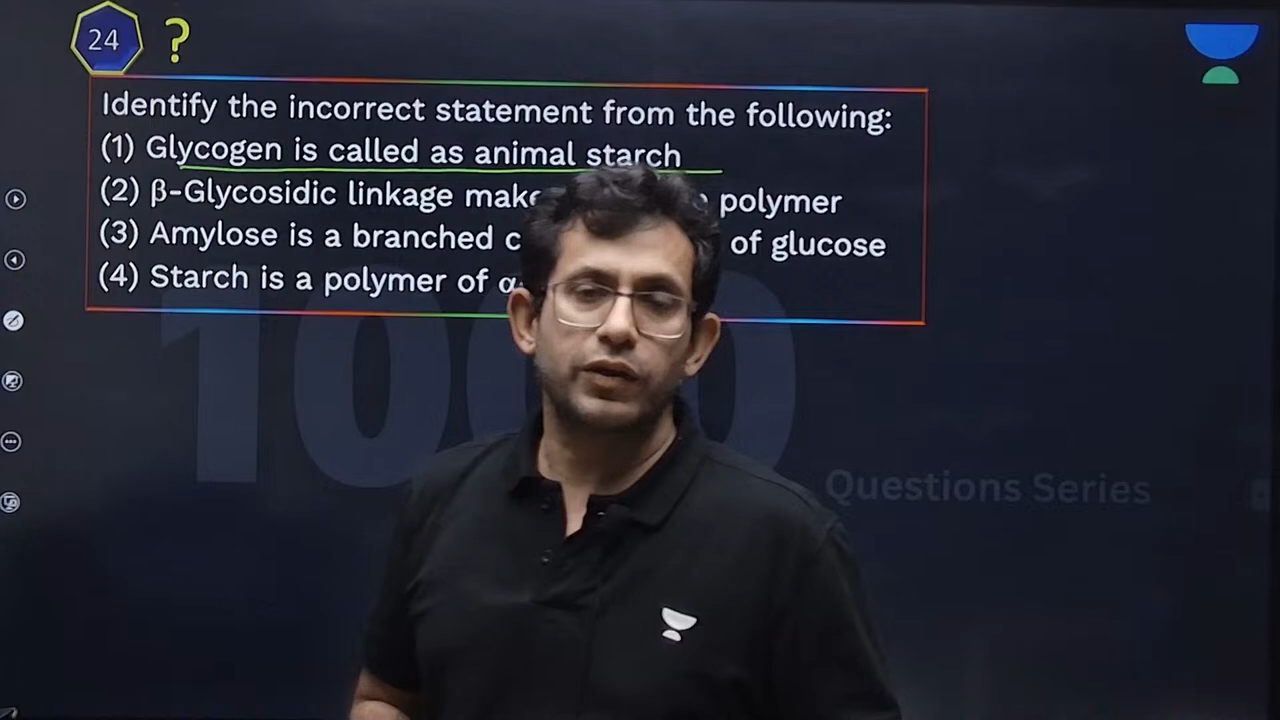 24 ?
Identify the incorrect statement from the following:
(1) Glycogen is called as animal starch
(2) β-Glycosidic linkage polymer
(3) Amylose is a branched of glucose
(4) Starch is a polymer of
1000
Questions Series